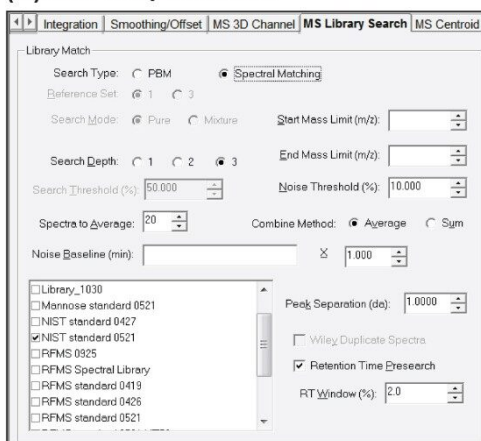 Integration Smoothing/Offset MS 3D Channel MS Library Search MS Centroid
Library Match
Search Type: PBM Spectral Matching
Reference Set: 1 3
Search Mode: Pure Mixture Start Mass Limit (m/z):
Search Depth: 1 2 3 End Mass Limit (m/z):
Search Threshold (%): 50.000 Noise Threshold (%): 10.000
Spectra to Average: 20 Combine Method: Average Sum
Noise Baseline (min): X 1.000
Library_1030
Mannose standard 0521
NIST standard 0427
NIST standard 0521
RFMS 0925
RFMS Spectral Library
RFMS standard 0419
RFMS standard 0426
RFMS standard 0521
Peak Separation (da): 1.0000
Wiley Duplicate Spectra
Retention Time Presearch
RT Window (%): 2.0